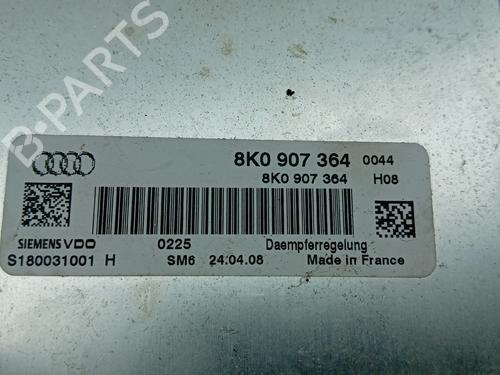 8K0 907 364 0044
8K0 907 364 H08
SIEMENS VDO 0225 Daempferregelung
S180031001 H SM6 24.04.08 Made in France
B-PARTS